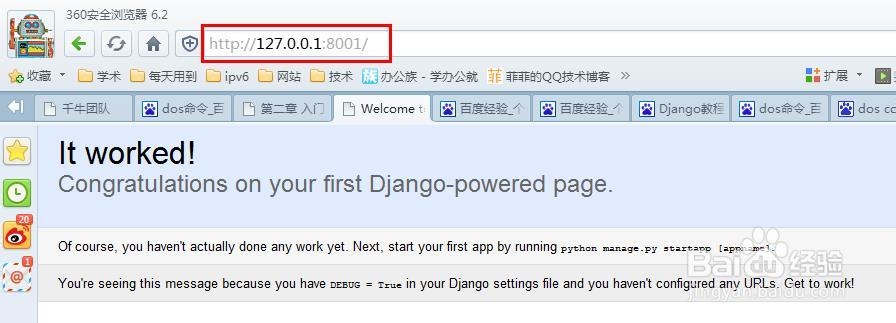 360安全浏览器 6.2
http://127.0.0.1:8001/
收藏 学术 每天用到 ipv6 网站 技术 族 办公族 - 学办公就 菲 菲菲的QQ技术博客 » 扩展
千牛团队 dos命令_百 第二章 入门 Welcome t 百度经验_个 百度经验_个 Django教程 dos命令_百 dos co
It worked!
Congratulations on your first Django-powered page.
20
Of course, you haven't actually done any work yet. Next, start your first app by running python manage.py startapp [appname].
1
You're seeing this message because you have DEBUG = True in your Django settings file and you haven't configured any URLs. Get to work!
Baidu 经验
jingyan.baidu.com